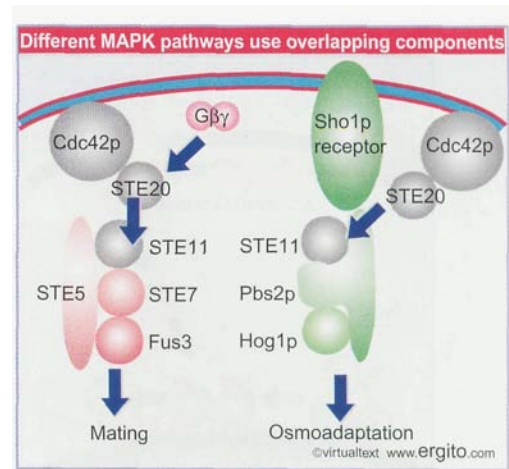 Different MAPK pathways use overlapping components
Cdc42p
Gβγ
STE20
STE11
STE5
STE7
Fus3
Mating
Sho1p
receptor
Cdc42p
STE20
STE11
Pbs2p
Hog1p
Osmoadaptation
©virtualtext www.ergito.com